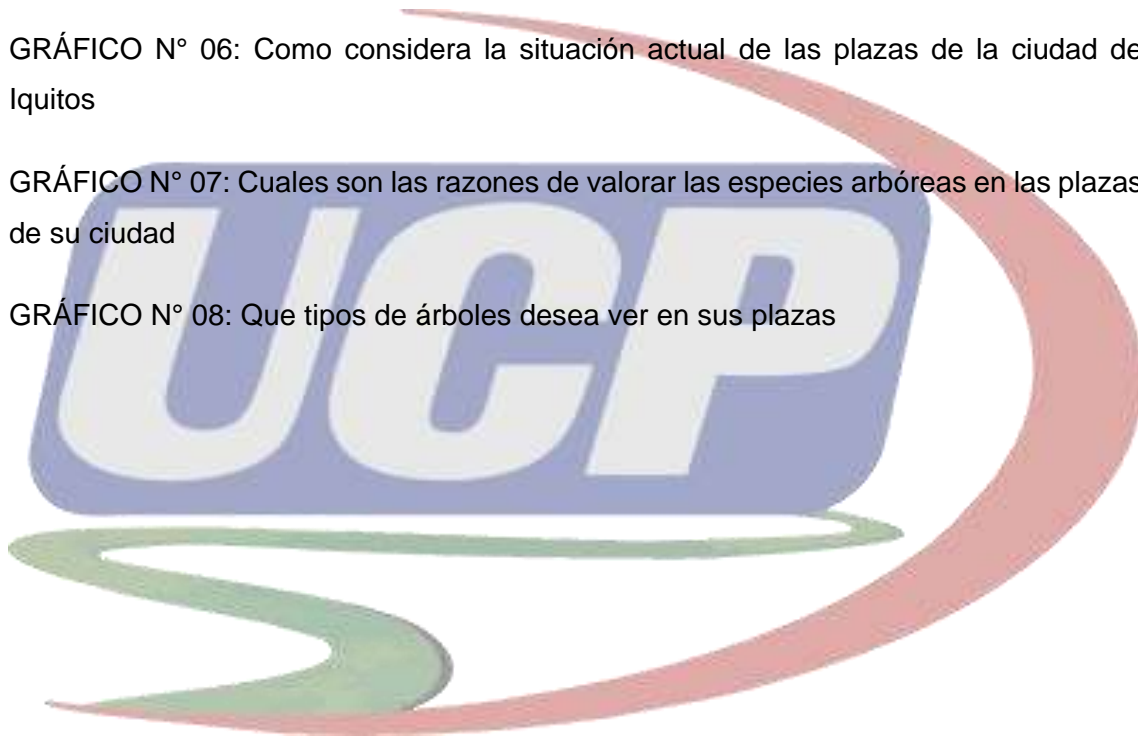 GRÁFICO N° 06: Como considera la situación actual de las plazas de la ciudad de
Iquitos
GRÁFICO N° 07: Cuales son las razones de valorar las especies arbóreas en las plazas
de su ciudad
GRÁFICO N° 08: Que tipos de árboles desea ver en sus plazas
UCP